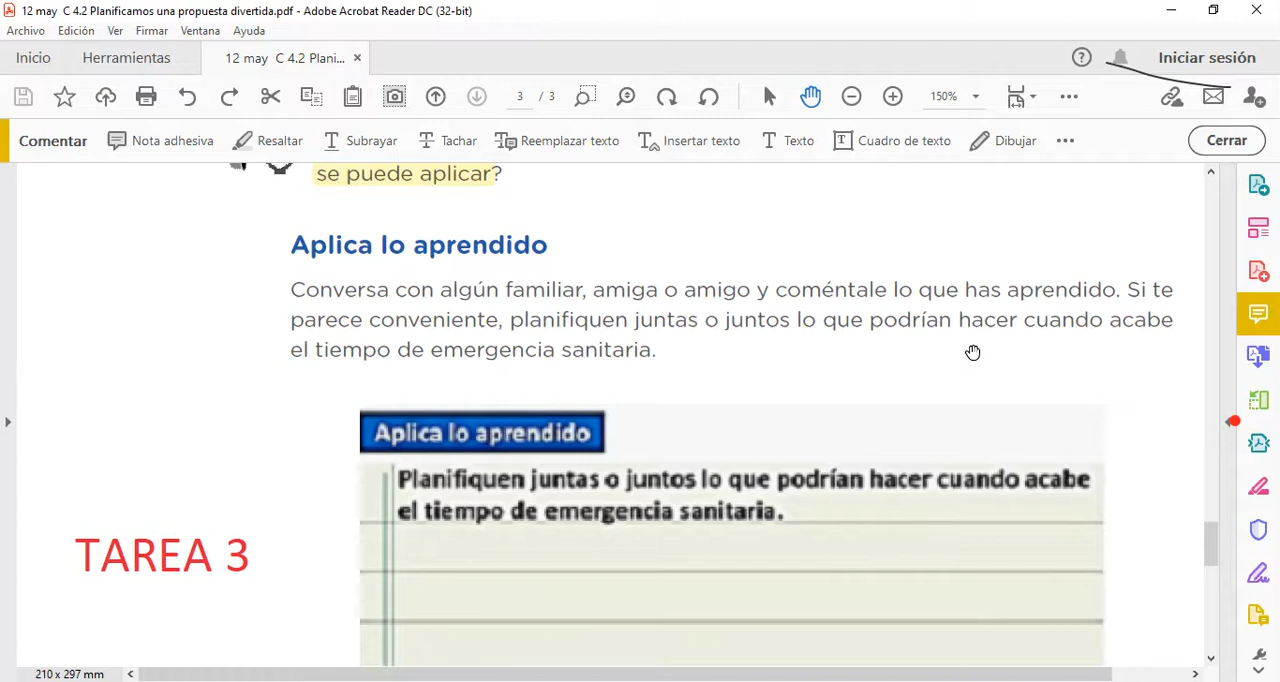 12 may  C 4.2 Planificamos una propuesta divertida.pdf - Adobe Acrobat Reader DC (32-bit)
Archivo Edición Ver Firmar Ventana Ayuda
Inicio Herramientas 12 may  C 4.2 Plani... × Iniciar sesión
3 / 3 150%
Comentar Nota adhesiva Resaltar Subrayar Tachar Reemplazar texto Insertar texto Texto Cuadro de texto Dibujar Cerrar
se puede aplicar?
Aplica lo aprendido
Conversa con algún familiar, amiga o amigo y coméntale lo que has aprendido. Si te
parece conveniente, planifiquen juntas o juntos lo que podrían hacer cuando acabe
el tiempo de emergencia sanitaria.
Aplica lo aprendido
Planifiquen juntas o juntos lo que podrían hacer cuando acabe
el tiempo de emergencia sanitaria.
TAREA 3
210 x 297 mm